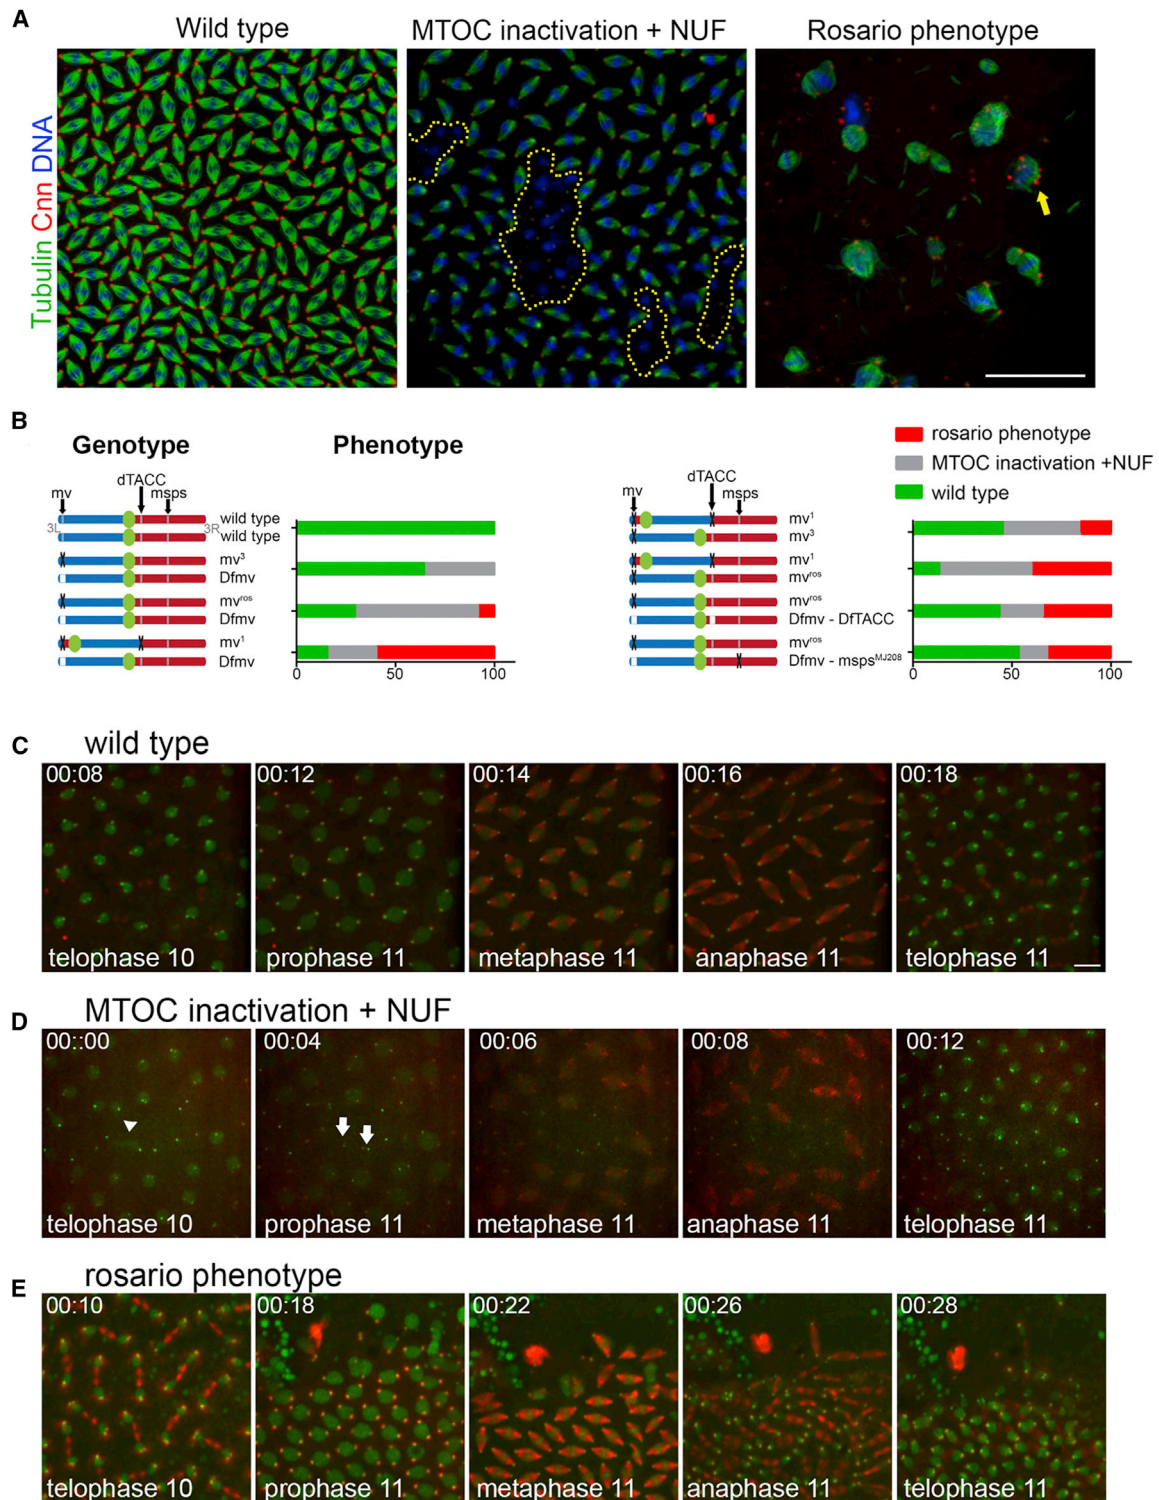 A
Wild type
MTOC inactivation + NUF
Rosario phenotype
Tubulin Cnn DNA
B
Genotype
Phenotype
mv
dTACC
msps
3L
3R
wild type
wild type
mv3
Dfmv
mvros
Dfmv
mv1
Dfmv
0
50
100
rosario phenotype
MTOC inactivation +NUF
wild type
mv
dTACC
msps
mv1
mv3
mv1
mvros
mvros
Dfmv - DfTACC
mvros
Dfmv - mspsMJ208
0
50
100
C
wild type
00:08
00:12
00:14
00:16
00:18
telophase 10
prophase 11
metaphase 11
anaphase 11
telophase 11
D
MTOC inactivation + NUF
00::00
00:04
00:06
00:08
00:12
telophase 10
prophase 11
metaphase 11
anaphase 11
telophase 11
E
rosario phenotype
00:10
00:18
00:22
00:26
00:28
telophase 10
prophase 11
metaphase 11
anaphase 11
telophase 11